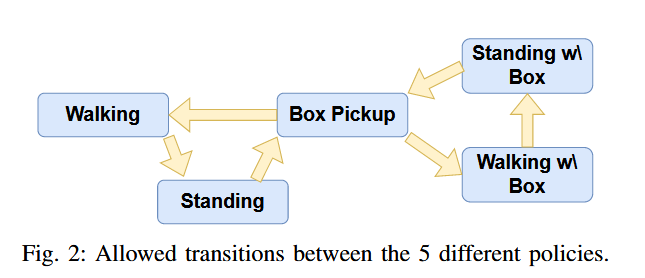 Standing w\
Box
Walking
Box Pickup
Walking w\
Box
Standing
Fig. 2: Allowed transitions between the 5 different policies.